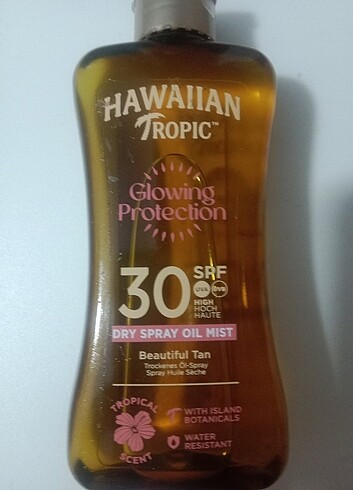 HAWAIIAN
TROPIC™
Glowing
Protection
30 SPF
UVA UVB
HIGH
HOCH
HAUTE
DRY SPRAY OIL MIST
Beautiful Tan
Trockenes Öl-Spray
Spray Huile Sèche
TROPICAL
SCENT
WITH ISLAND
BOTANICALS
WATER
RESISTANT